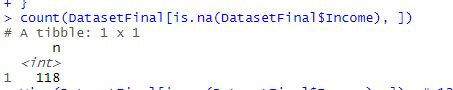 + }
> count(DatasetFinal[is.na(DatasetFinal$Income), ])
# A tibble: 1 x 1
n
<int>
1 118